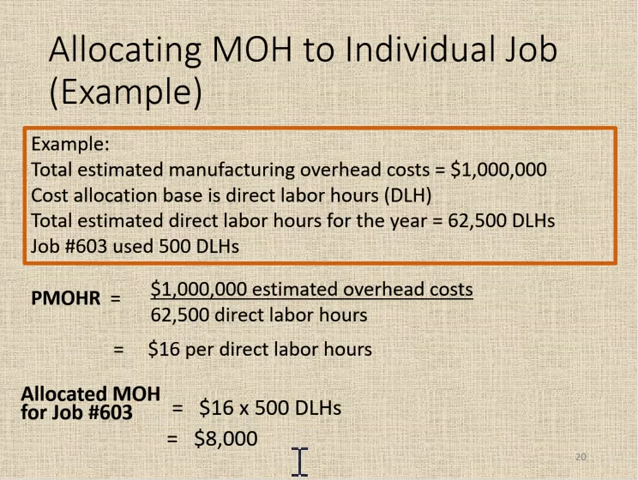 Allocating MOH to Individual Job
(Example)
Example:
Total estimated manufacturing overhead costs = $1,000,000
Cost allocation base is direct labor hours (DLH)
Total estimated direct labor hours for the year = 62,500 DLHs
Job #603 used 500 DLHs
PMOHR = $1,000,000 estimated overhead costs
62,500 direct labor hours
= $16 per direct labor hours
Allocated MOH
for Job #603 = $16 x 500 DLHs
= $8,000
20